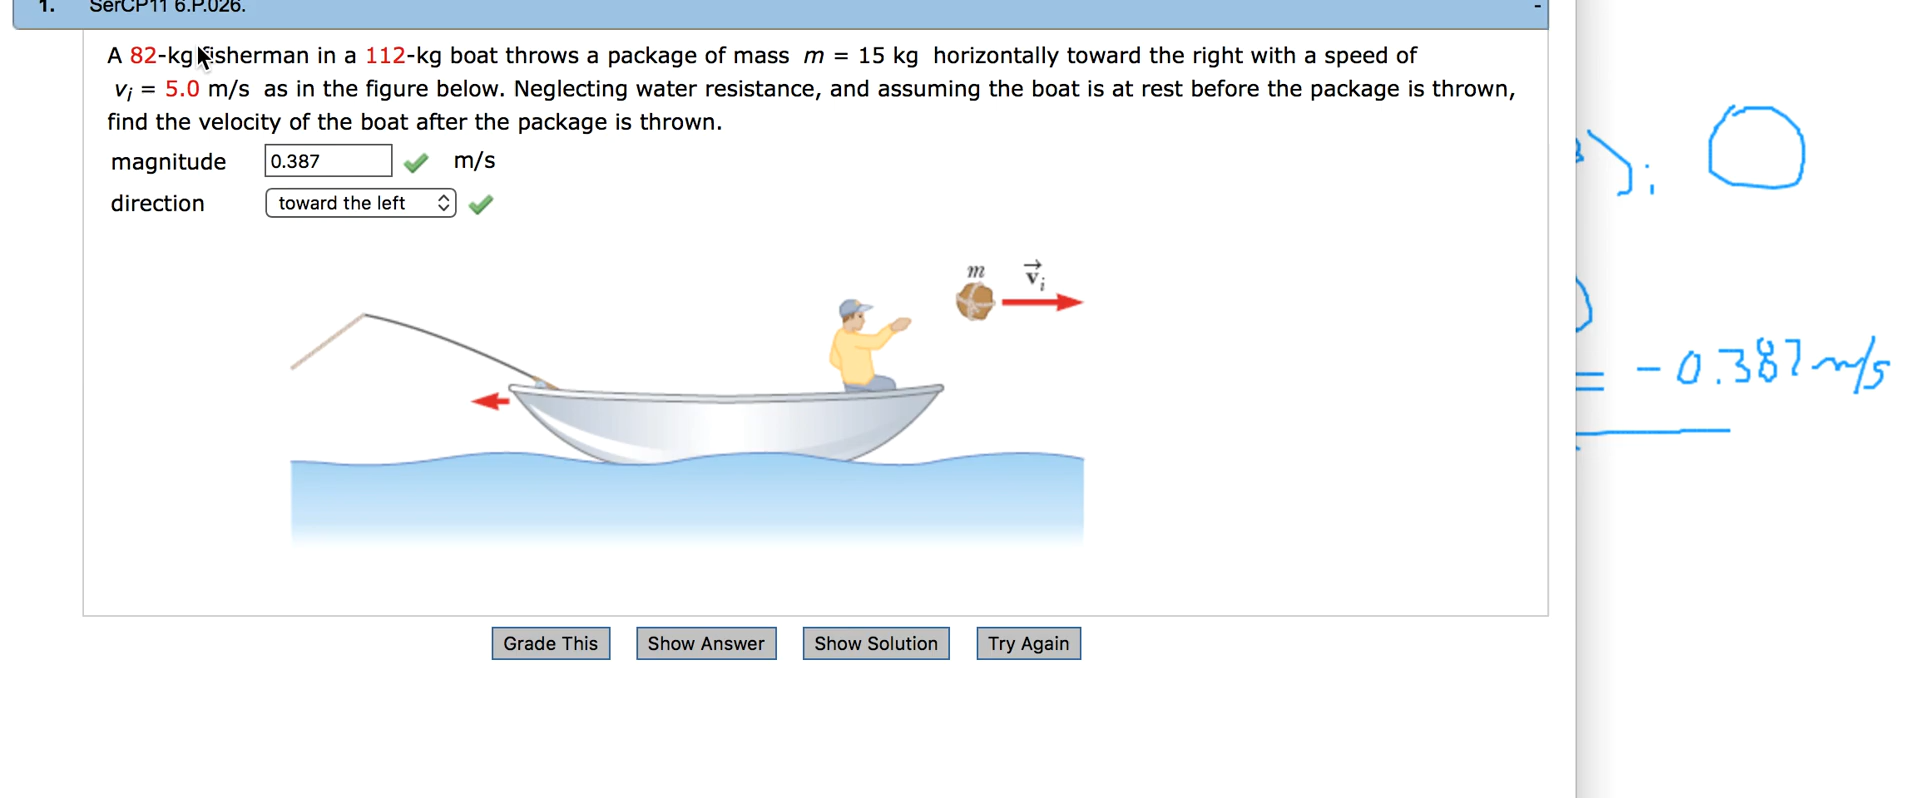 1. SerCP11 6.P.026. -
A 82-kg fisherman in a 112-kg boat throws a package of mass m = 15 kg horizontally toward the right with a speed of
vi = 5.0 m/s as in the figure below. Neglecting water resistance, and assuming the boat is at rest before the package is thrown,
find the velocity of the boat after the package is thrown.
magnitude 0.387 m/s
direction toward the left
m v⃗i
= - 0.387 m/s
Grade This Show Answer Show Solution Try Again